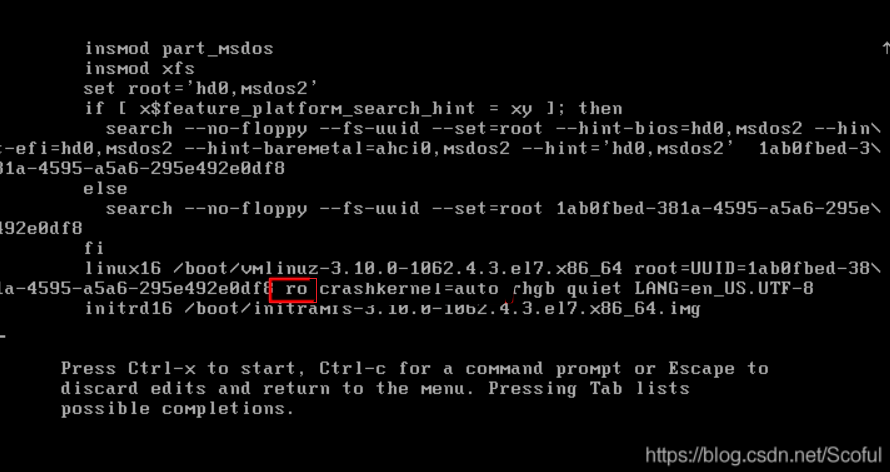 insmod part_msdos
insmod xfs
set root='hd0,msdos2'
if [ x$feature_platform_search_hint = xy ]; then
search --no-floppy --fs-uuid --set=root --hint-bios=hd0,msdos2 --hin\
t-efi=hd0,msdos2 --hint-baremetal=ahci0,msdos2 --hint='hd0,msdos2'  1ab0fbed-3\
81a-4595-a5a6-295e492e0df8
else
search --no-floppy --fs-uuid --set=root 1ab0fbed-381a-4595-a5a6-295e\
492e0df8
fi
linux16 /boot/vmlinuz-3.10.0-1062.4.3.el7.x86_64 root=UUID=1ab0fbed-38\
1a-4595-a5a6-295e492e0df8 ro crashkernel=auto rhgb quiet LANG=en_US.UTF-8
initrd16 /boot/initramfs-3.10.0-1062.4.3.el7.x86_64.img
Press Ctrl-x to start, Ctrl-c for a command prompt or Escape to
discard edits and return to the menu. Pressing Tab lists
possible completions.
https://blog.csdn.net/Scoful